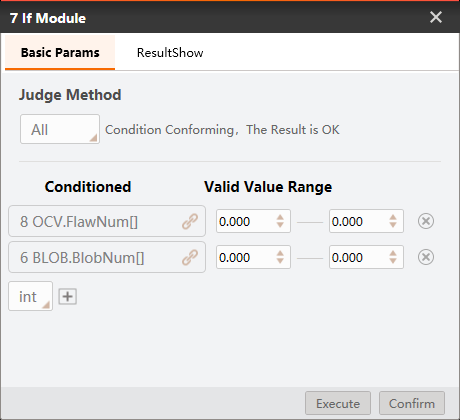 7 If Module
Basic Params ResultShow
Judge Method
All Condition Conforming, The Result is OK
Conditioned Valid Value Range
8 OCV.FlawNum[] 0.000 0.000
6 BLOB.BlobNum[] 0.000 0.000
int
Execute Confirm